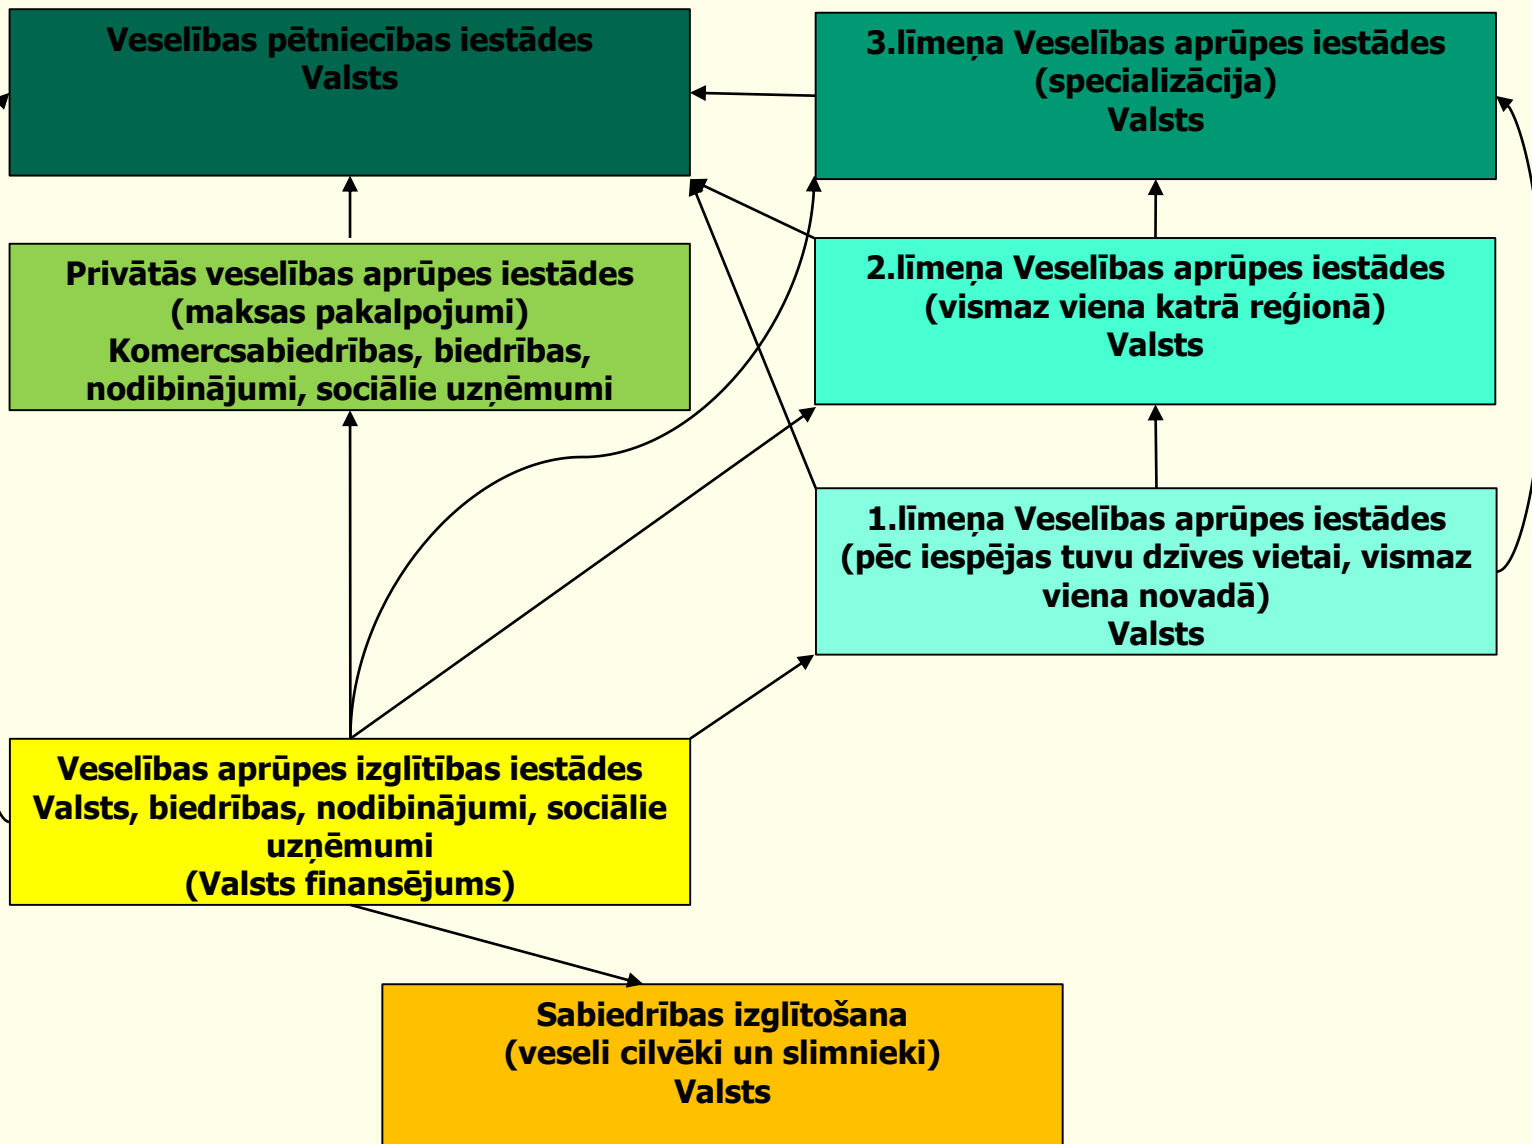 Veselības pētniecības iestādes
Valsts
3.līmeņa Veselības aprūpes iestādes
(specializācija)
Valsts
Privātās veselības aprūpes iestādes
(maksas pakalpojumi)
Komercsabiedrības, biedrības,
nodibinājumi, sociālie uzņēmumi
2.līmeņa Veselības aprūpes iestādes
(vismaz viena katrā reģionā)
Valsts
1.līmeņa Veselības aprūpes iestādes
(pēc iespējas tuvu dzīves vietai, vismaz
viena novadā)
Valsts
Veselības aprūpes izglītības iestādes
Valsts, biedrības, nodibinājumi, sociālie
uzņēmumi
(Valsts finansējums)
Sabiedrības izglītošana
(veseli cilvēki un slimnieki)
Valsts